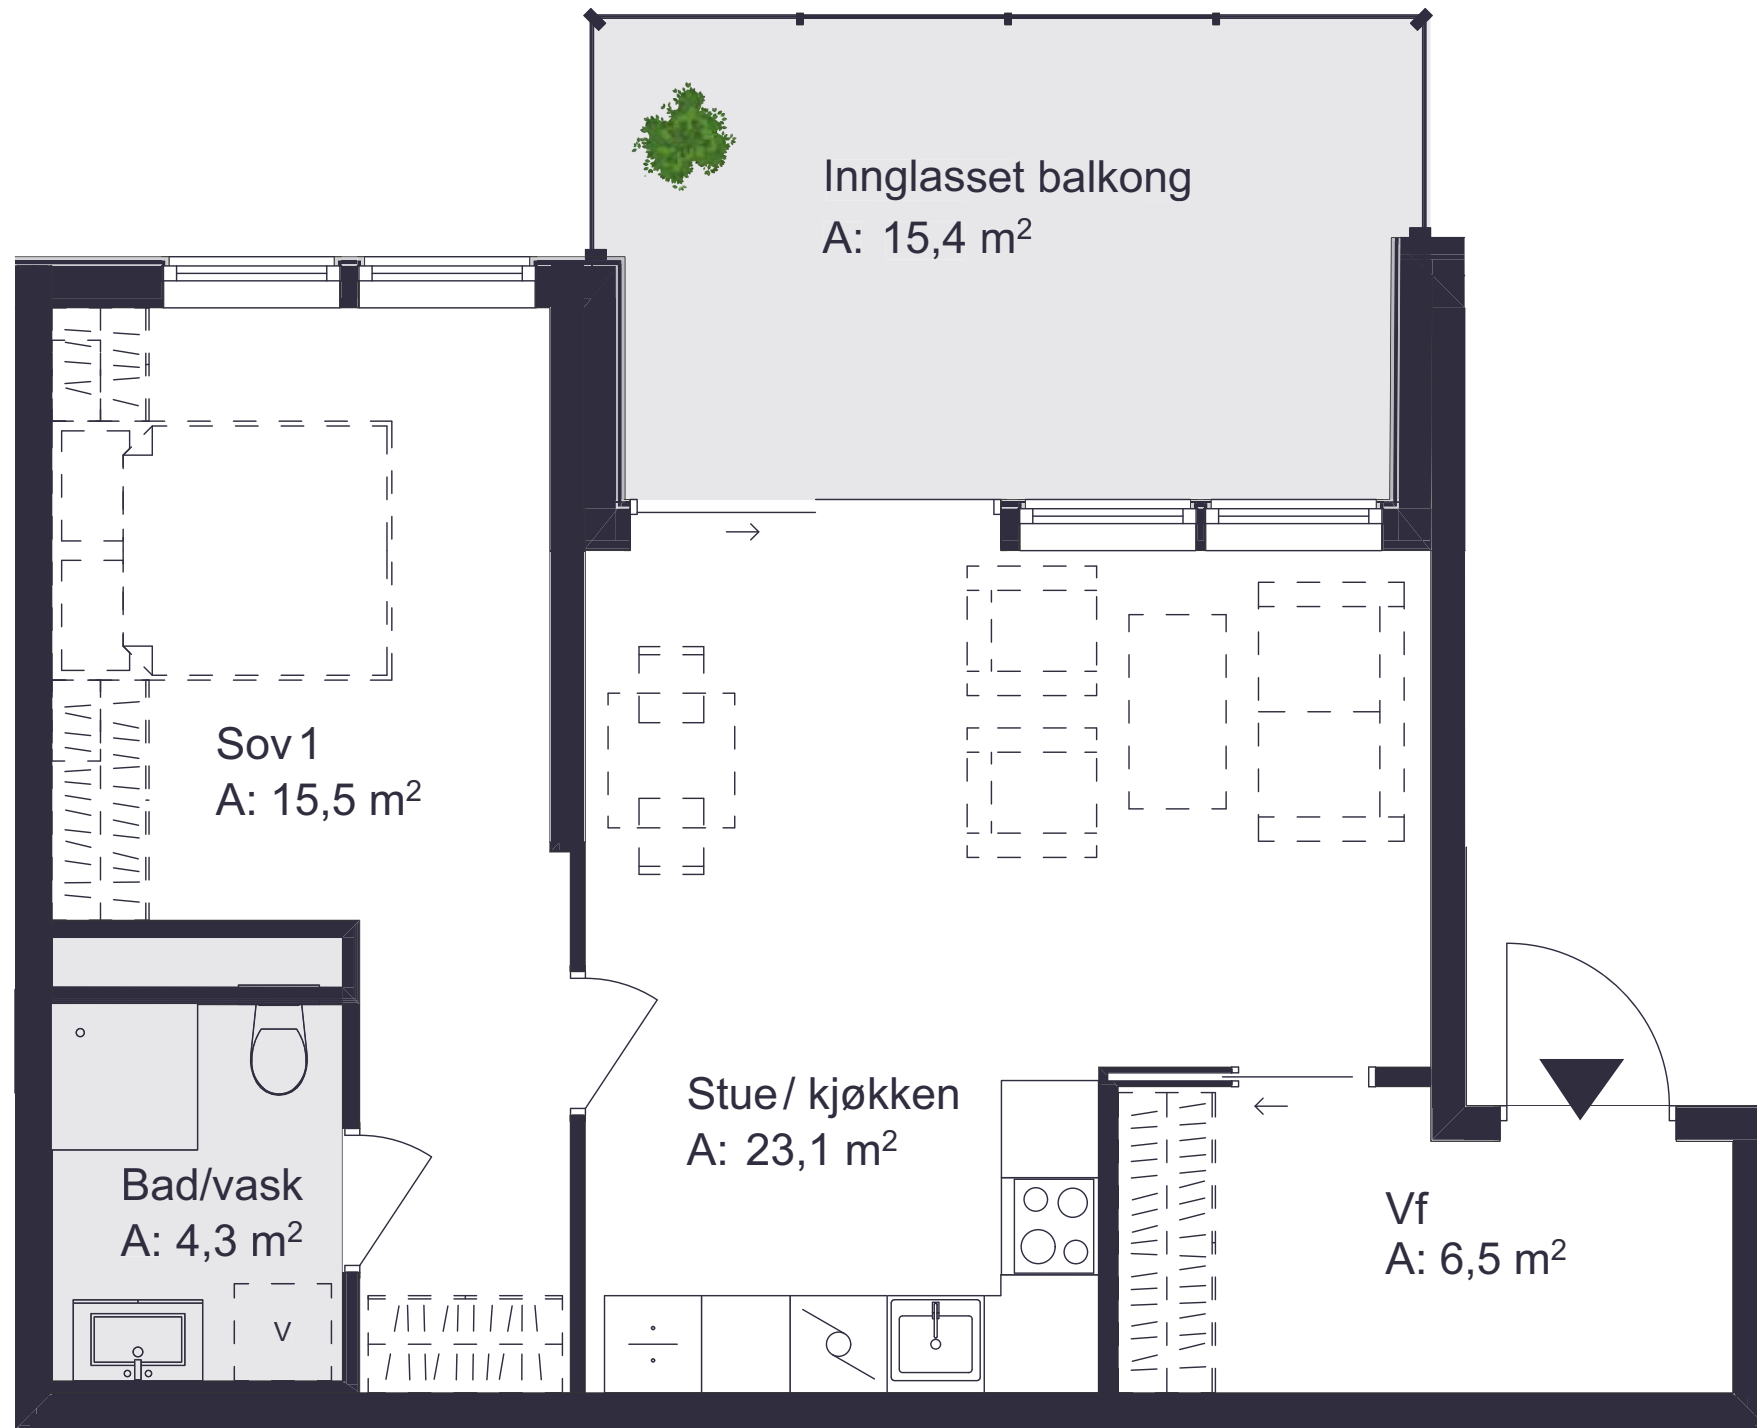 Innglasset balkong
A: 15,4 m²
Sov 1
A: 15,5 m²
Stue / kjøkken
A: 23,1 m²
Bad/vask
A: 4,3 m²
V
Vf
A: 6,5 m²